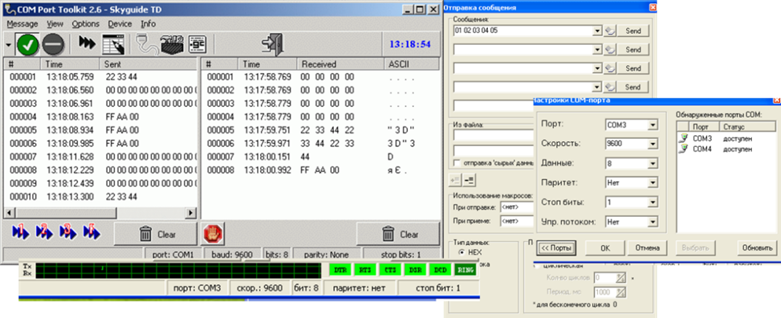 COM Port Toolkit 2.6 - Skyguide TD
Message View Options Device Info
13:18:54
# Time Sent
000001 13:18:05.759 22 33 44
000002 13:18:06.560 00 00 00 00 00 00 00 (
000003 13:18:06.961 00 00 00 00 00 00 00 (
000004 13:18:08.163 FF AA 00
000005 13:18:08.934 FF AA 00
000006 13:18:09.985 FF AA 00
000007 13:18:11.628 00 00 00 00 00 00 00 (
000008 13:18:12.229 00 00 00 00 00 00 00 (
000009 13:18:12.439 00 00 00 00 00 00 00 (
000010 13:18:13.300 22 33 44
# Time Received ASCII
000001 13:17:58.769 00 00 00 00 . . . .
000002 13:17:58.769 00 00 00 00 . . . .
000003 13:17:58.779 00 00 00 00 . . . .
000004 13:17:58.779 00 00 00 00 . . . .
000005 13:17:59.751 22 33 44 22 " 3 D "
000006 13:17:59.971 33 44 22 33 3 D " 3
000007 13:18:00.151 44 D
000008 13:18:00.992 FF AA 00 я Є .
Clear
Clear
port: COM1 baud: 9600 bits: 8 parity: None stop bits: 1
Tx
Rx
DTR RTS CTS DSR DCD RING
порт: COM3 скор.: 9600 бит: 8 паритет: нет стоп бит: 1
Отправка сообщения
Сообщения:
01 02 03 04 05 Send
Send
Send
Send
Из файла:
отправка 'сырых' данны
Использование макросов:
При отправке: <нет>
При приеме: <нет>
Тип данных:
HEX
ока
циклическая
Кол-во циклов: 0
Период, мс: 1000
* для бесконечного цикла 0
Настройки COM-порта
Порт: COM3
Скорость: 9600
Данные: 8
Паритет: Нет
Стоп биты: 1
Упр. потоком: Нет
Обнаруженные порты COM:
Порт Статус
COM3 доступен
COM4 доступен
<< Порты OK Отмена Выбрать Обновить